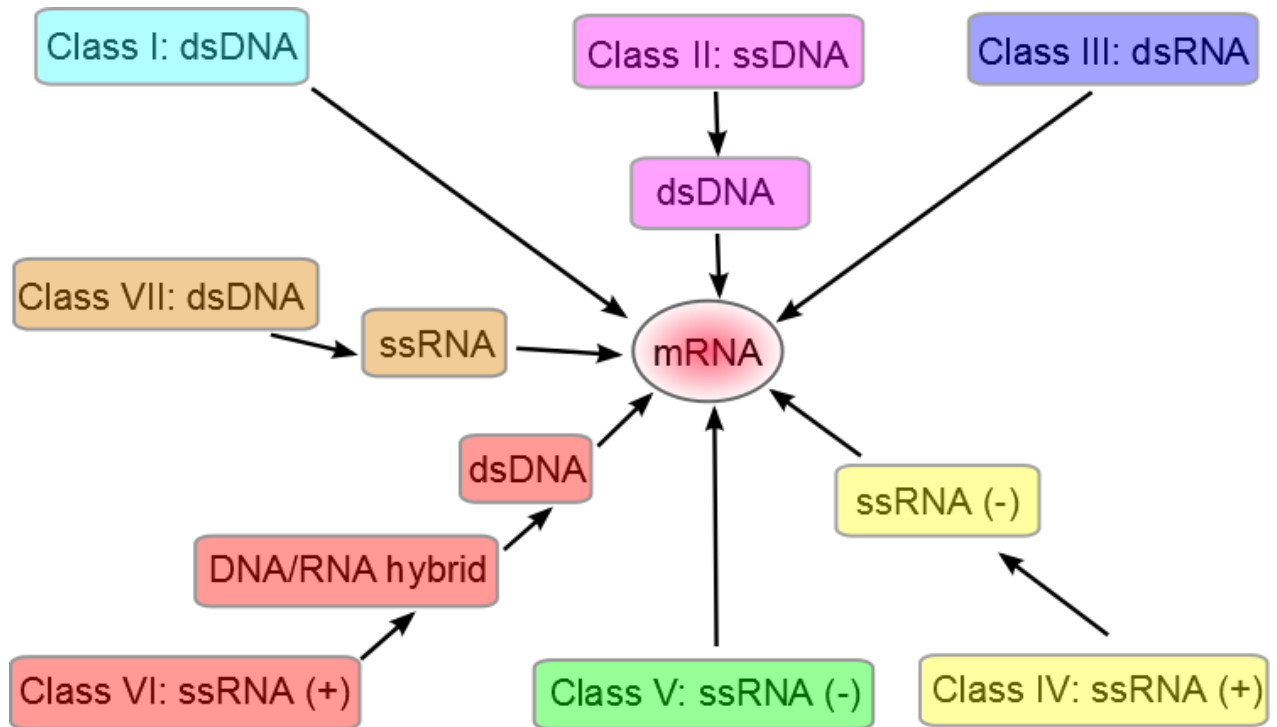 Class I: dsDNA
Class II: ssDNA
Class III: dsRNA
dsDNA
Class VII: dsDNA
ssRNA
mRNA
dsDNA
ssRNA (-)
DNA/RNA hybrid
Class VI: ssRNA (+)
Class V: ssRNA (-)
Class IV: ssRNA (+)